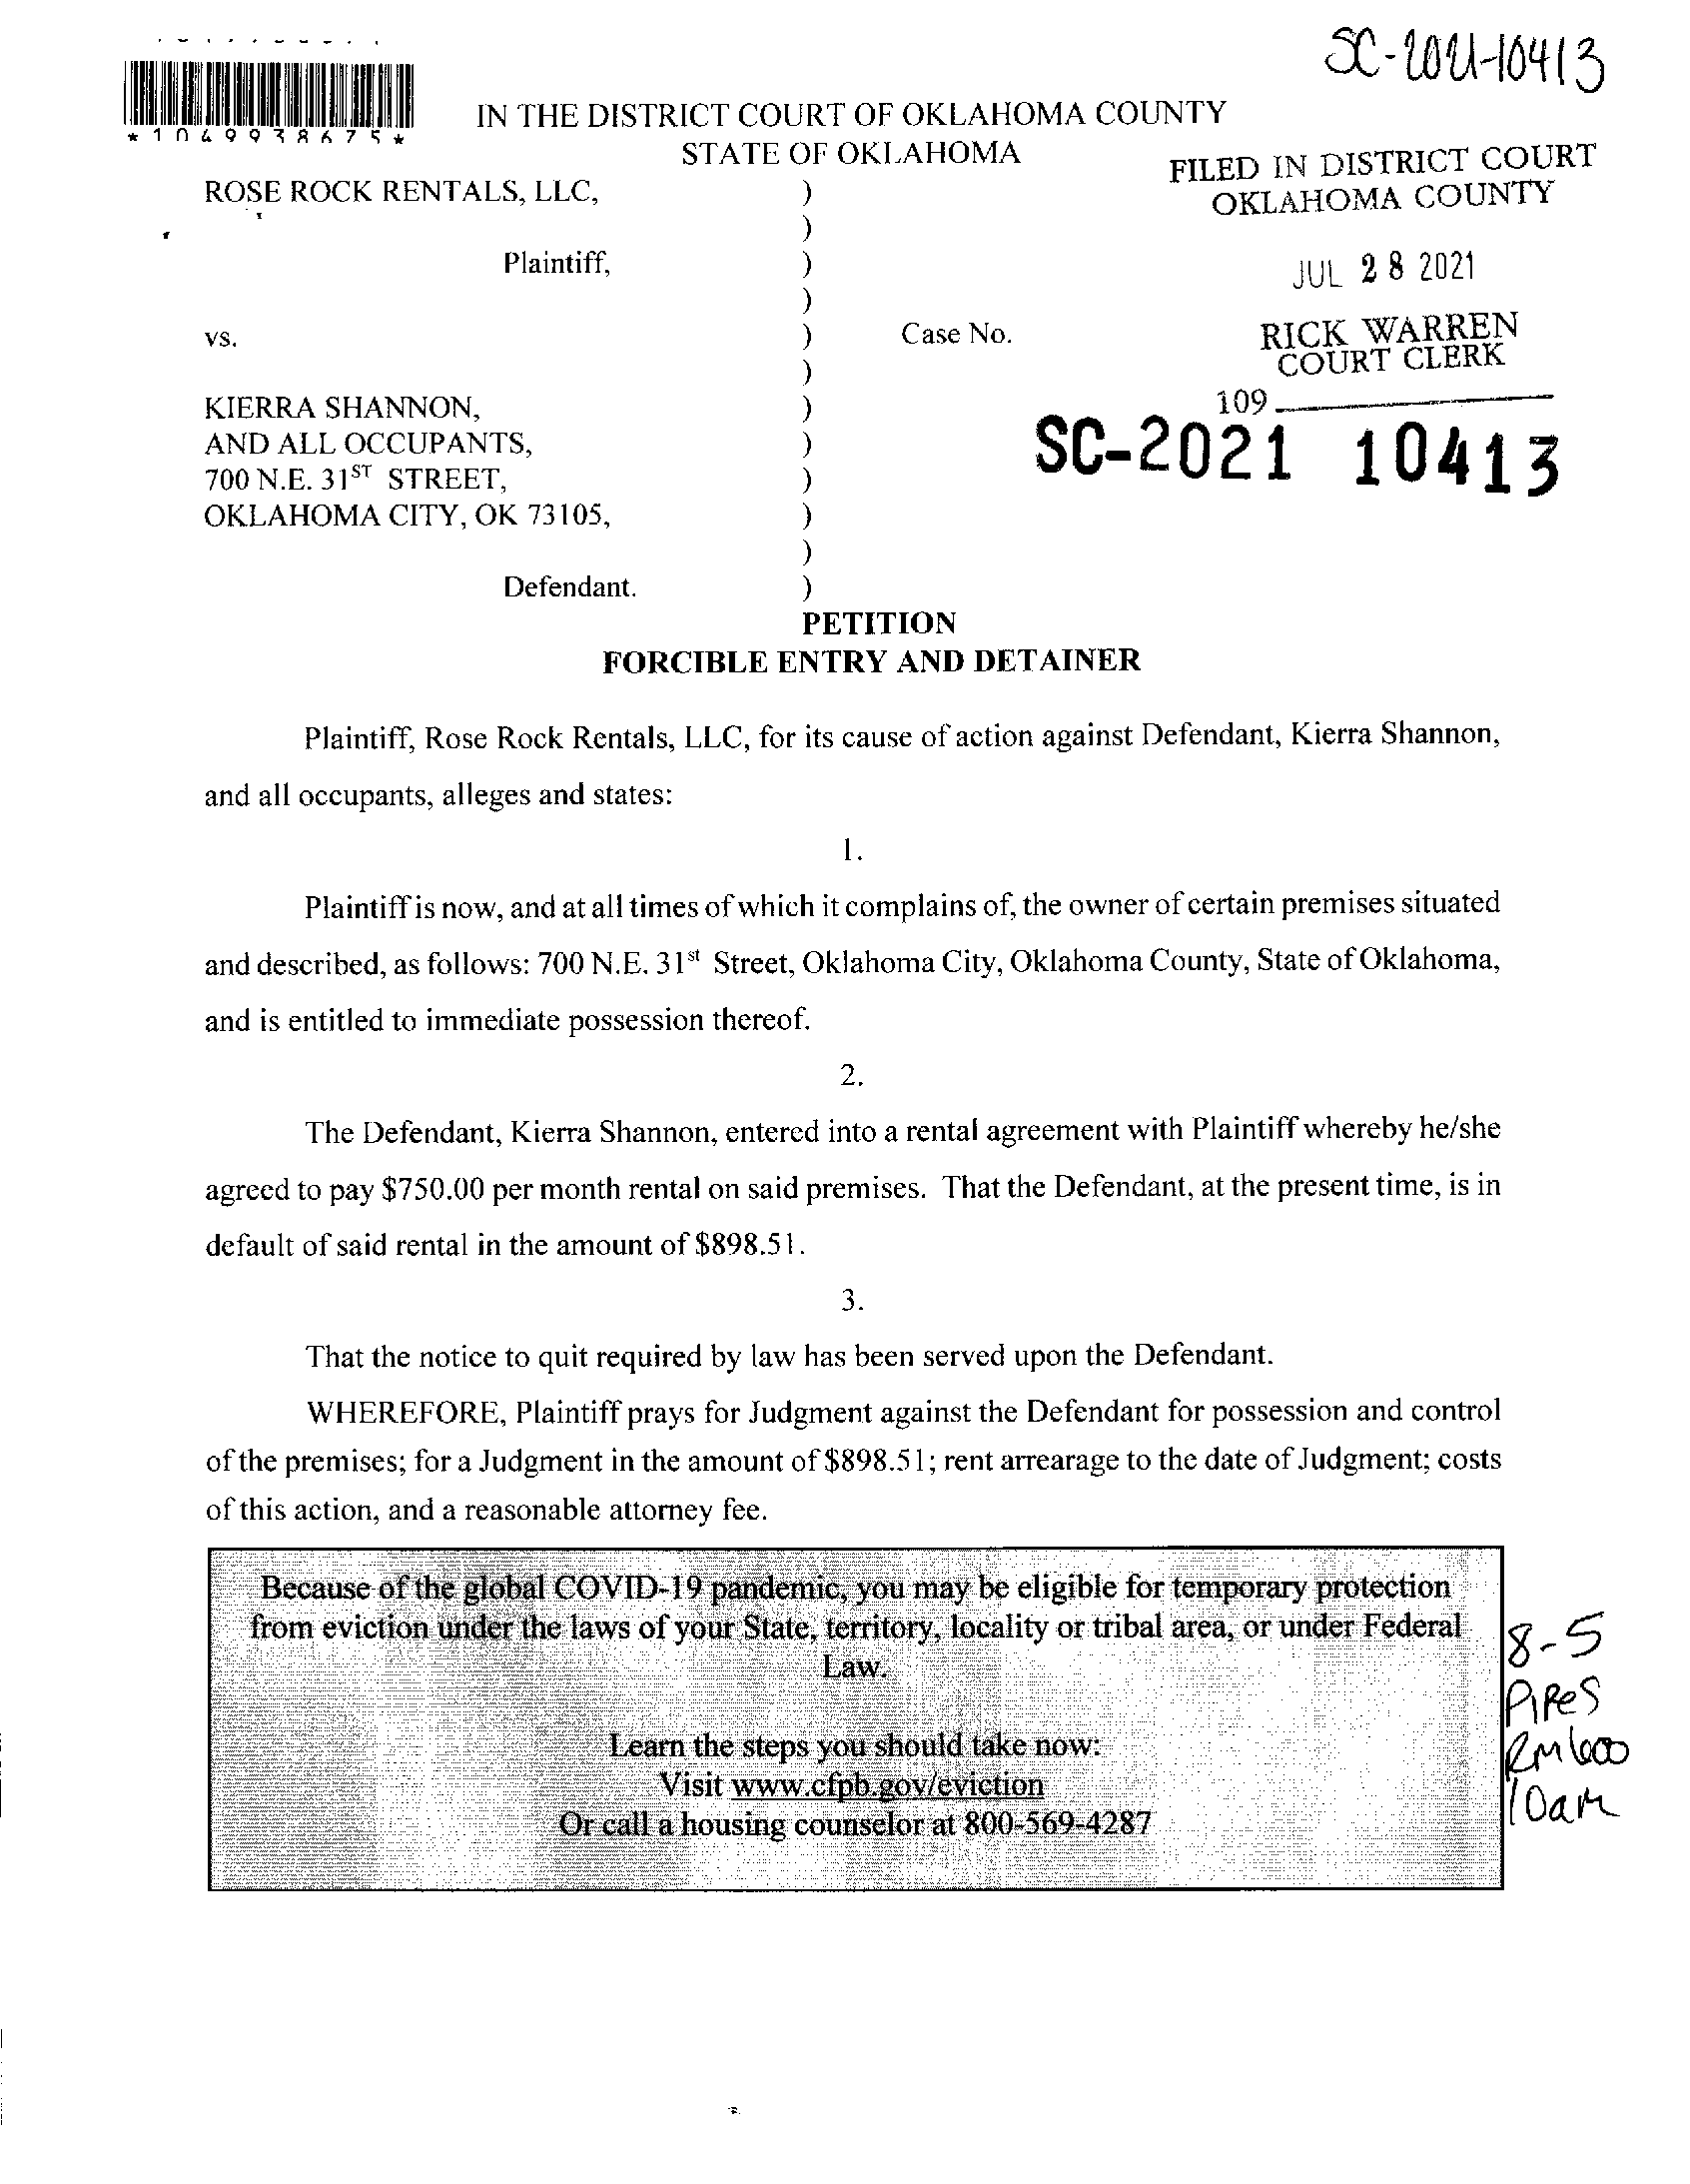 SC-2021-10413
*1049938675*
IN THE DISTRICT COURT OF OKLAHOMA COUNTY
STATE OF OKLAHOMA
FILED IN DISTRICT COURT
OKLAHOMA COUNTY
JUL 28 2021
RICK WARREN
COURT CLERK
109
SC-2021 10413
ROSE ROCK RENTALS, LLC, )
)
Plaintiff, )
)
vs. ) Case No.
)
KIERRA SHANNON, )
AND ALL OCCUPANTS, )
700 N.E. 31ST STREET, )
OKLAHOMA CITY, OK 73105, )
)
Defendant. )
PETITION
FORCIBLE ENTRY AND DETAINER
Plaintiff, Rose Rock Rentals, LLC, for its cause of action against Defendant, Kierra Shannon,
and all occupants, alleges and states:
1.
Plaintiff is now, and at all times of which it complains of, the owner of certain premises situated
and described, as follows: 700 N.E. 31st Street, Oklahoma City, Oklahoma County, State of Oklahoma,
and is entitled to immediate possession thereof.
2.
The Defendant, Kierra Shannon, entered into a rental agreement with Plaintiff whereby he/she
agreed to pay $750.00 per month rental on said premises. That the Defendant, at the present time, is in
default of said rental in the amount of $898.51.
3.
That the notice to quit required by law has been served upon the Defendant.
WHEREFORE, Plaintiff prays for Judgment against the Defendant for possession and control
of the premises; for a Judgment in the amount of $898.51; rent arrearage to the date of Judgment; costs
of this action, and a reasonable attorney fee.
Because of the global COVID-19 pandemic, you may be eligible for temporary protection
from eviction under the laws of your State, territory, locality or tribal area, or under Federal
Law.
Learn the steps you should take now:
Visit www.cfpb.gov/eviction
Or call a housing counselor at 800-569-4287
8-5
PIPES
RM 600
10am